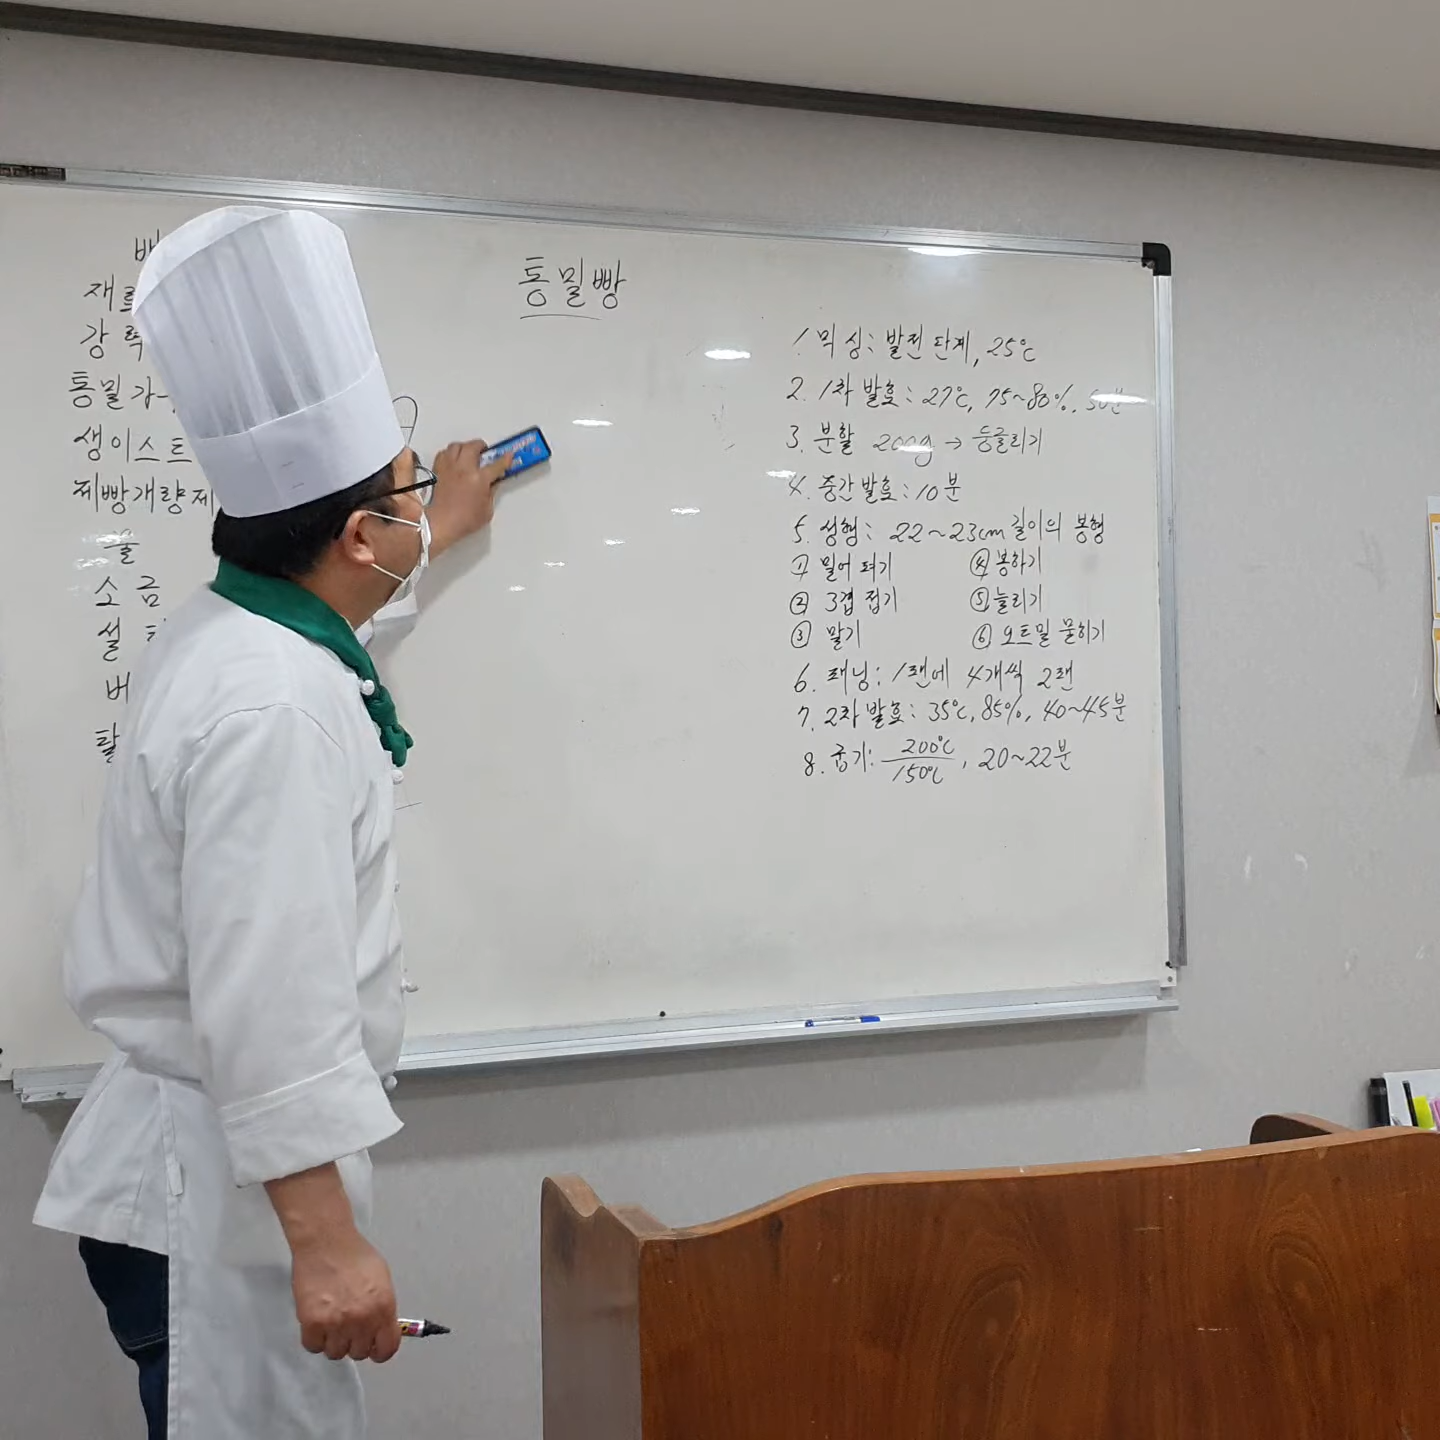 통밀빵
재료
강력
통밀가
생이스트
제빵개량제
물
소금
설
버
탈
1. 믹싱: 발전단계, 25℃
2. 1차 발효: 27℃, 75~80%, 50분
3. 분할 200g → 둥글리기
4. 중간발효: 10분
5. 성형: 22~23cm 길이의 봉형
① 밀어 펴기 ④ 봉하기
② 3겹 접기 ⑤ 늘리기
③ 말기 ⑥ 오트밀 묻히기
6. 패닝: 1팬에 4개씩 2팬
7. 2차 발효: 35℃, 85%, 40~45분
8. 굽기: 200℃/150℃, 20~22분